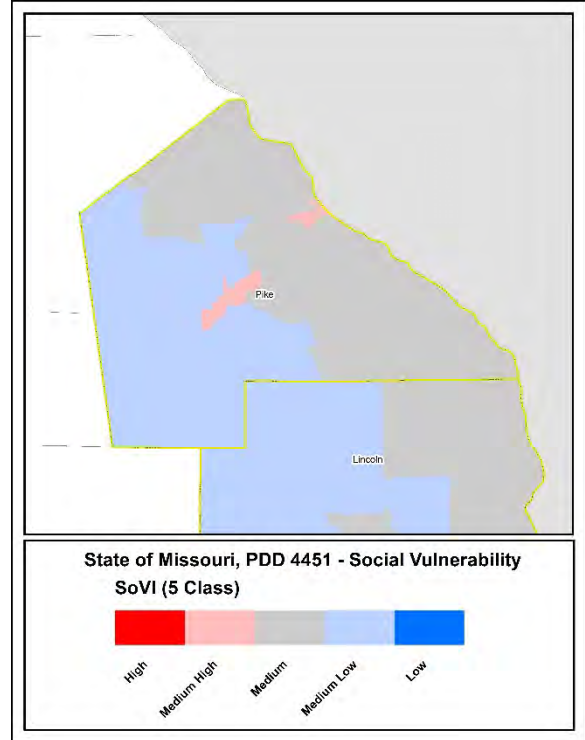 Pike
Lincoln
State of Missouri, PDD 4451 - Social Vulnerability
SoVI (5 Class)
High
Medium High
Medium
Medium Low
Low